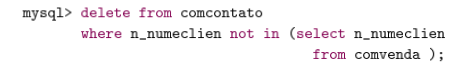 mysql> delete from comcontato
where n_numeclien not in (select n_numeclien
from comvenda );